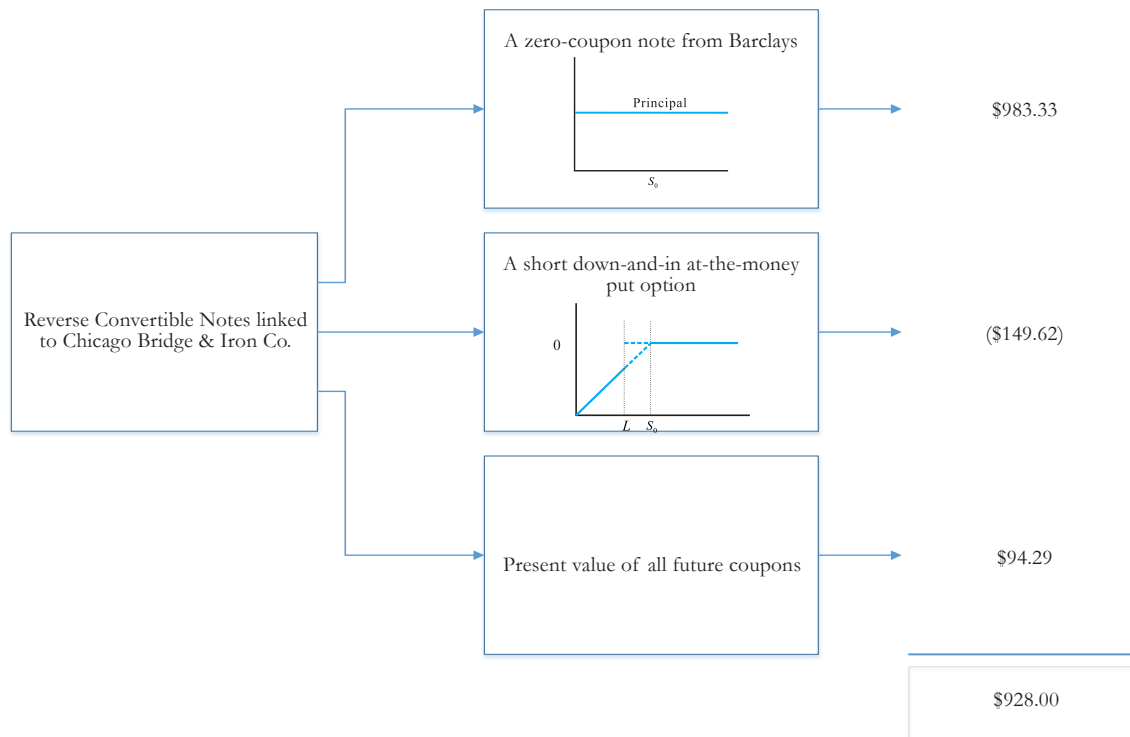 A zero-coupon note from Barclays
Principal
S0
$983.33
Reverse Convertible Notes linked
to Chicago Bridge & Iron Co.
A short down-and-in at-the-money
put option
0
L S0
($149.62)
Present value of all future coupons
$94.29
$928.00